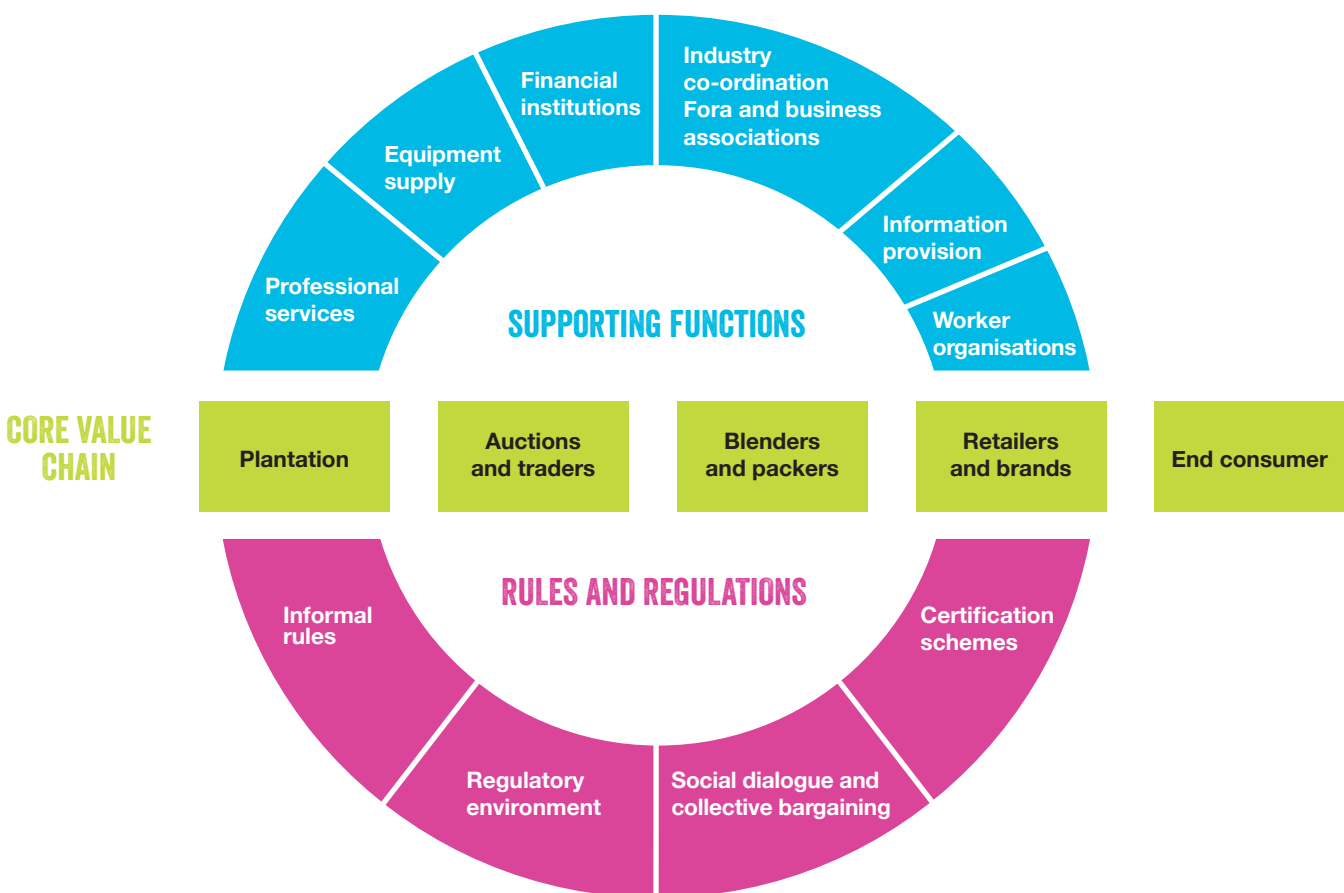 Industry
co-ordination
Fora and business
associations
Financial
institutions
Equipment
supply
Information
provision
Professional
services
Worker
organisations
SUPPORTING FUNCTIONS
CORE VALUE
CHAIN
Plantation
Auctions
and traders
Blenders
and packers
Retailers
and brands
End consumer
RULES AND REGULATIONS
Informal
rules
Certification
schemes
Regulatory
environment
Social dialogue and
collective bargaining